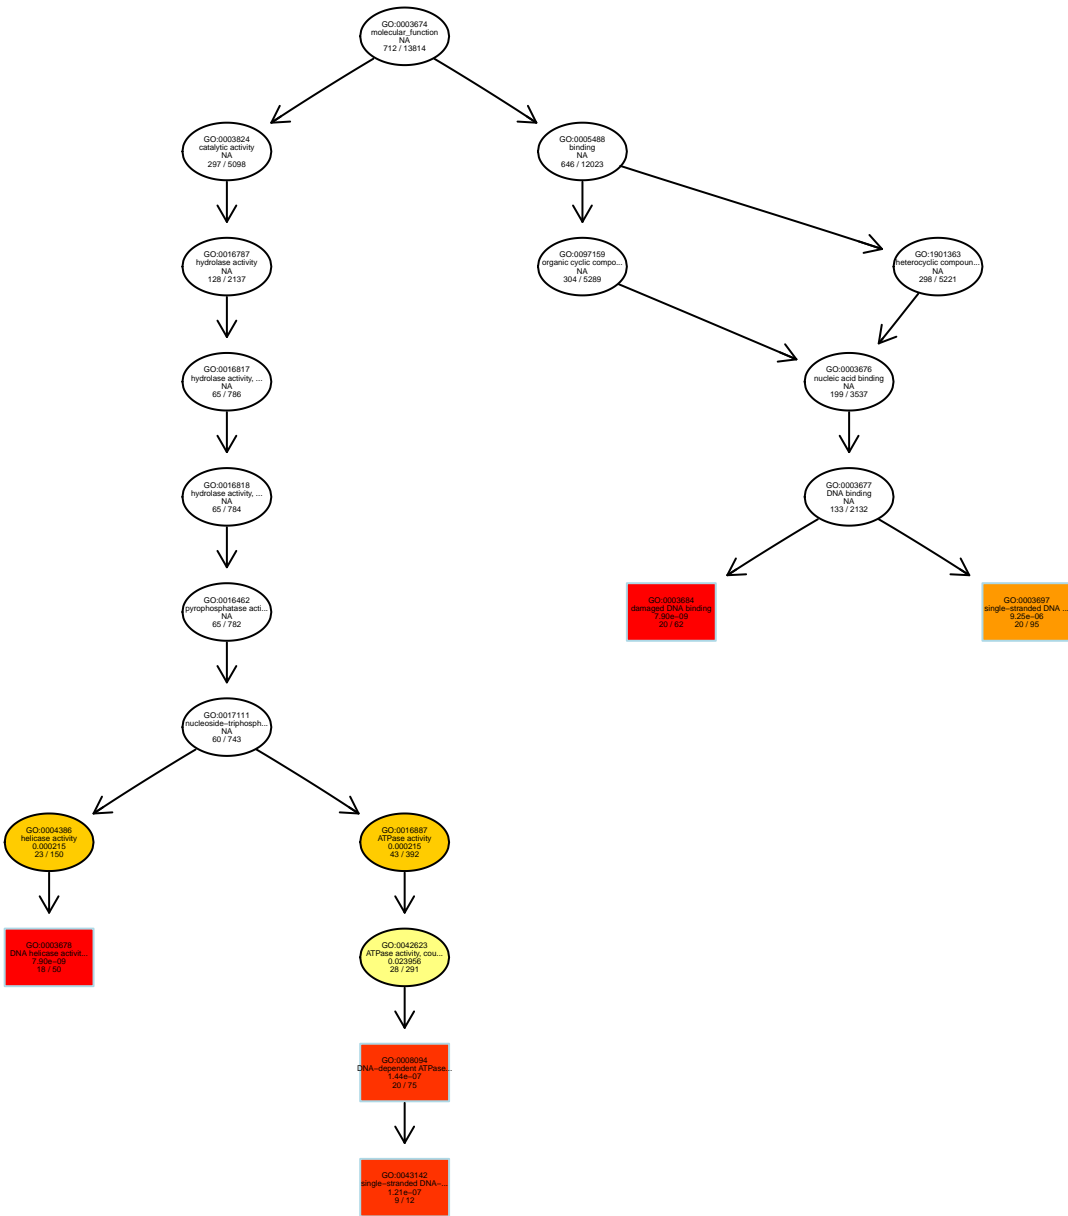 GO:0003674
molecular_function
NA
712 / 13814
GO:0003824
catalytic activity
NA
297 / 5098
GO:0005488
binding
NA
646 / 12023
GO:0016787
hydrolase activity
NA
128 / 2137
GO:0097159
organic cyclic compo...
NA
304 / 5289
GO:1901363
heterocyclic compoun...
NA
298 / 5221
GO:0016817
hydrolase activity, ...
NA
65 / 786
GO:0003676
nucleic acid binding
NA
199 / 3537
GO:0016818
hydrolase activity, ...
NA
65 / 784
GO:0003677
DNA binding
NA
133 / 2132
GO:0016462
pyrophosphatase acti...
NA
65 / 782
GO:0003684
damaged DNA binding
7.90e−09
20 / 62
GO:0003697
single−stranded DNA ...
9.25e−06
20 / 95
GO:0017111
nucleoside−triphosph...
NA
60 / 743
GO:0004386
helicase activity
0.000215
23 / 150
GO:0016887
ATPase activity
0.000215
43 / 392
GO:0003678
DNA helicase activit...
7.90e−09
18 / 50
GO:0042623
ATPase activity, cou...
0.023956
28 / 291
GO:0008094
DNA−dependent ATPase...
1.44e−07
20 / 75
GO:0043142
single−stranded DNA−...
1.21e−07
9 / 12